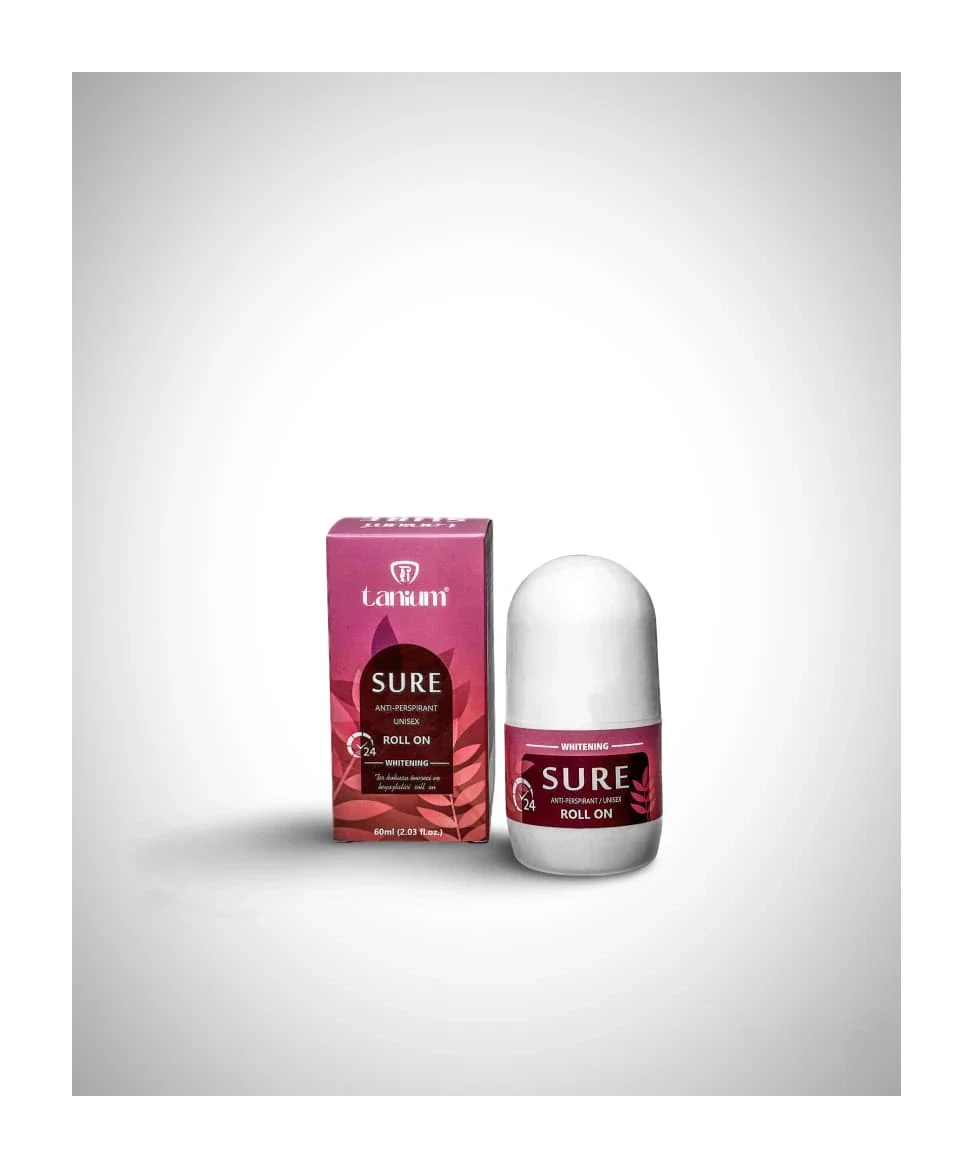 tanium®
SURE
ANTI-PERSPIRANT
UNISEX
ROLL ON
24
WHITENING
Ter kokusu önleyici ve
beyazlatıcı roll on
60ml (2.03 fl.oz.)
WHITENING
SURE
24
ANTI-PERSPIRANT / UNISEX
ROLL ON